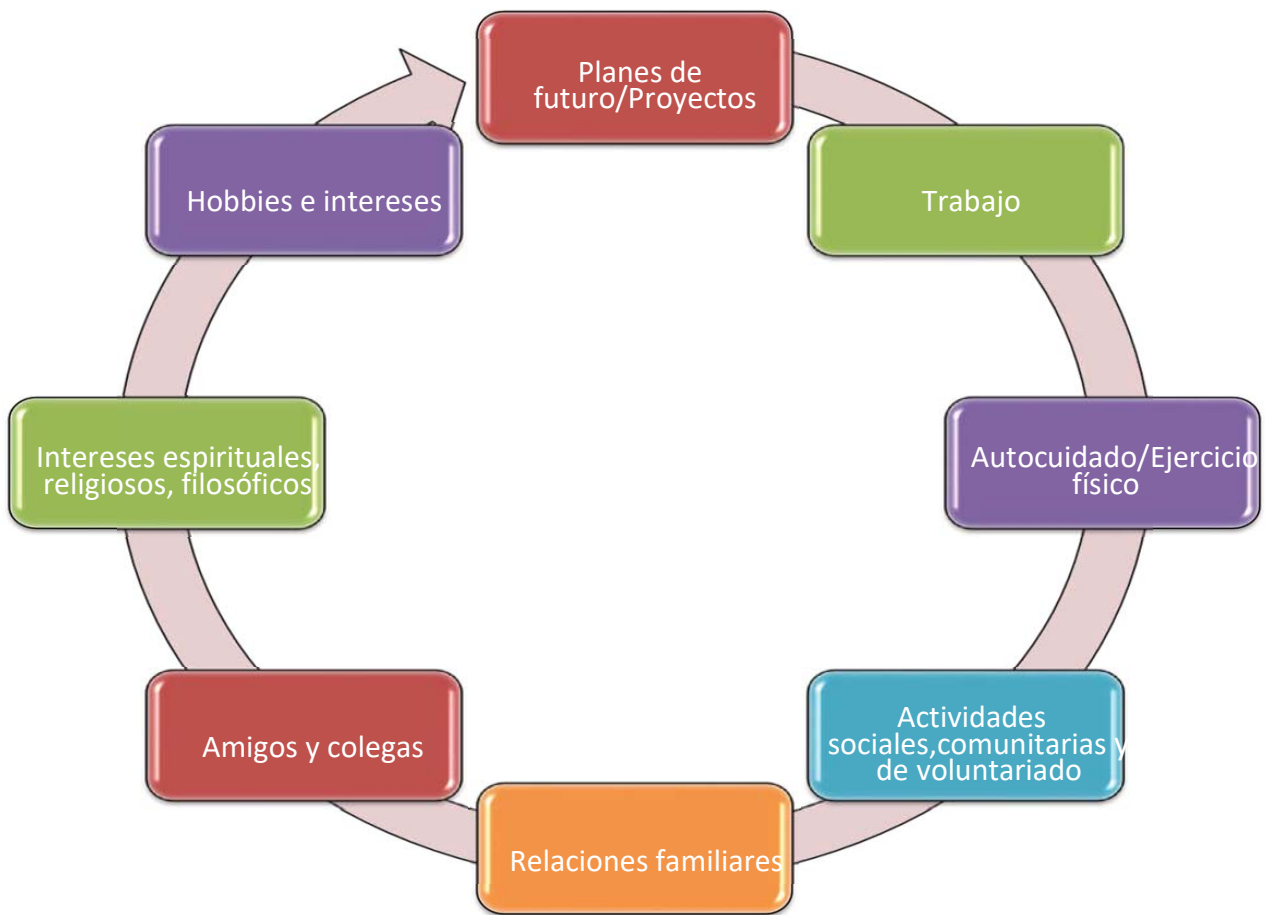 Planes de
futuro/Proyectos
Trabajo
Autocuidado/Ejercicio
físico
Actividades
sociales,comunitarias y
de voluntariado
Relaciones familiares
Amigos y colegas
Intereses espirituales,
religiosos, filosóficos
Hobbies e intereses